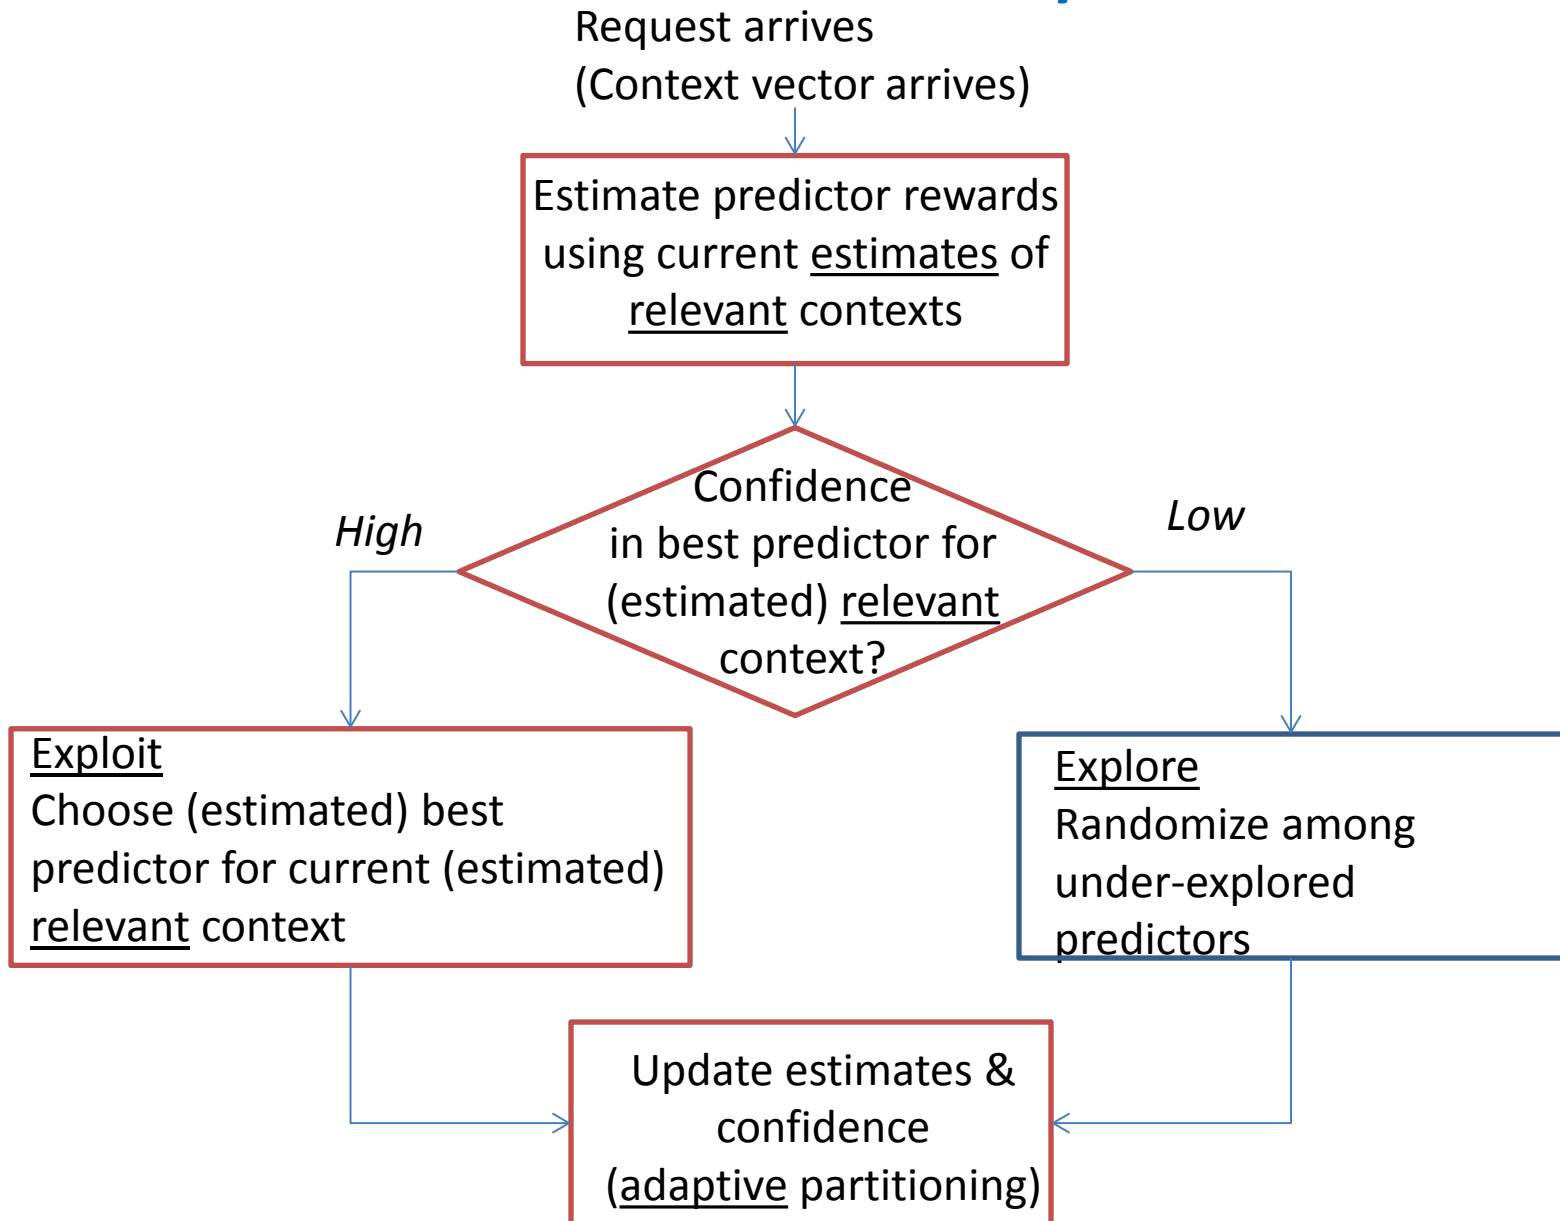 Request arrives
(Context vector arrives)
Estimate predictor rewards
using current estimates of
relevant contexts
Confidence
in best predictor for
(estimated) relevant
context?
High
Low
Exploit
Choose (estimated) best
predictor for current (estimated)
relevant context
Explore
Randomize among
under-explored
predictors
Update estimates &
confidence
(adaptive partitioning)